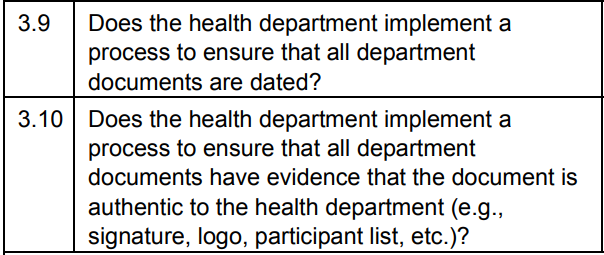 3.9 Does the health department implement a
process to ensure that all department
documents are dated?
3.10 Does the health department implement a
process to ensure that all department
documents have evidence that the document is
authentic to the health department (e.g.,
signature, logo, participant list, etc.)?